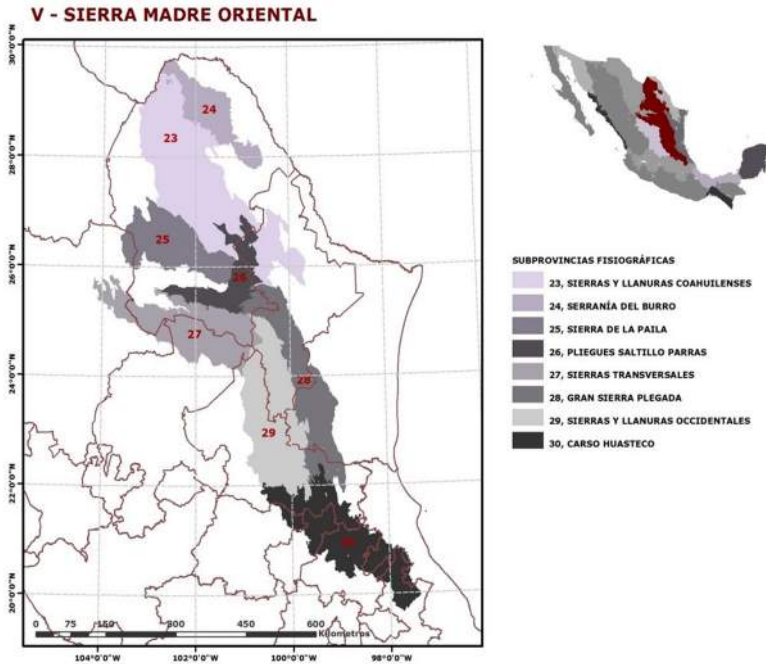 V - SIERRA MADRE ORIENTAL
30°0'0"N
28°0'0"N
26°0'0"N
24°0'0"N
22°0'0"N
20°0'0"N
24
23
25
26
27
28
29
30
0 75 150 300 450 600
Kilometros
104°0'0"W 102°0'0"W 100°0'0"W 98°0'0"W
SUBPROVINCIAS FISIOGRÁFICAS
23, SIERRAS Y LLANURAS COAHUILENSES
24, SERRANÍA DEL BURRO
25, SIERRA DE LA PAILA
26, PLIEGUES SALTILLO PARRAS
27, SIERRAS TRANSVERSALES
28, GRAN SIERRA PLEGADA
29, SIERRAS Y LLANURAS OCCIDENTALES
30, CARSO HUASTECO